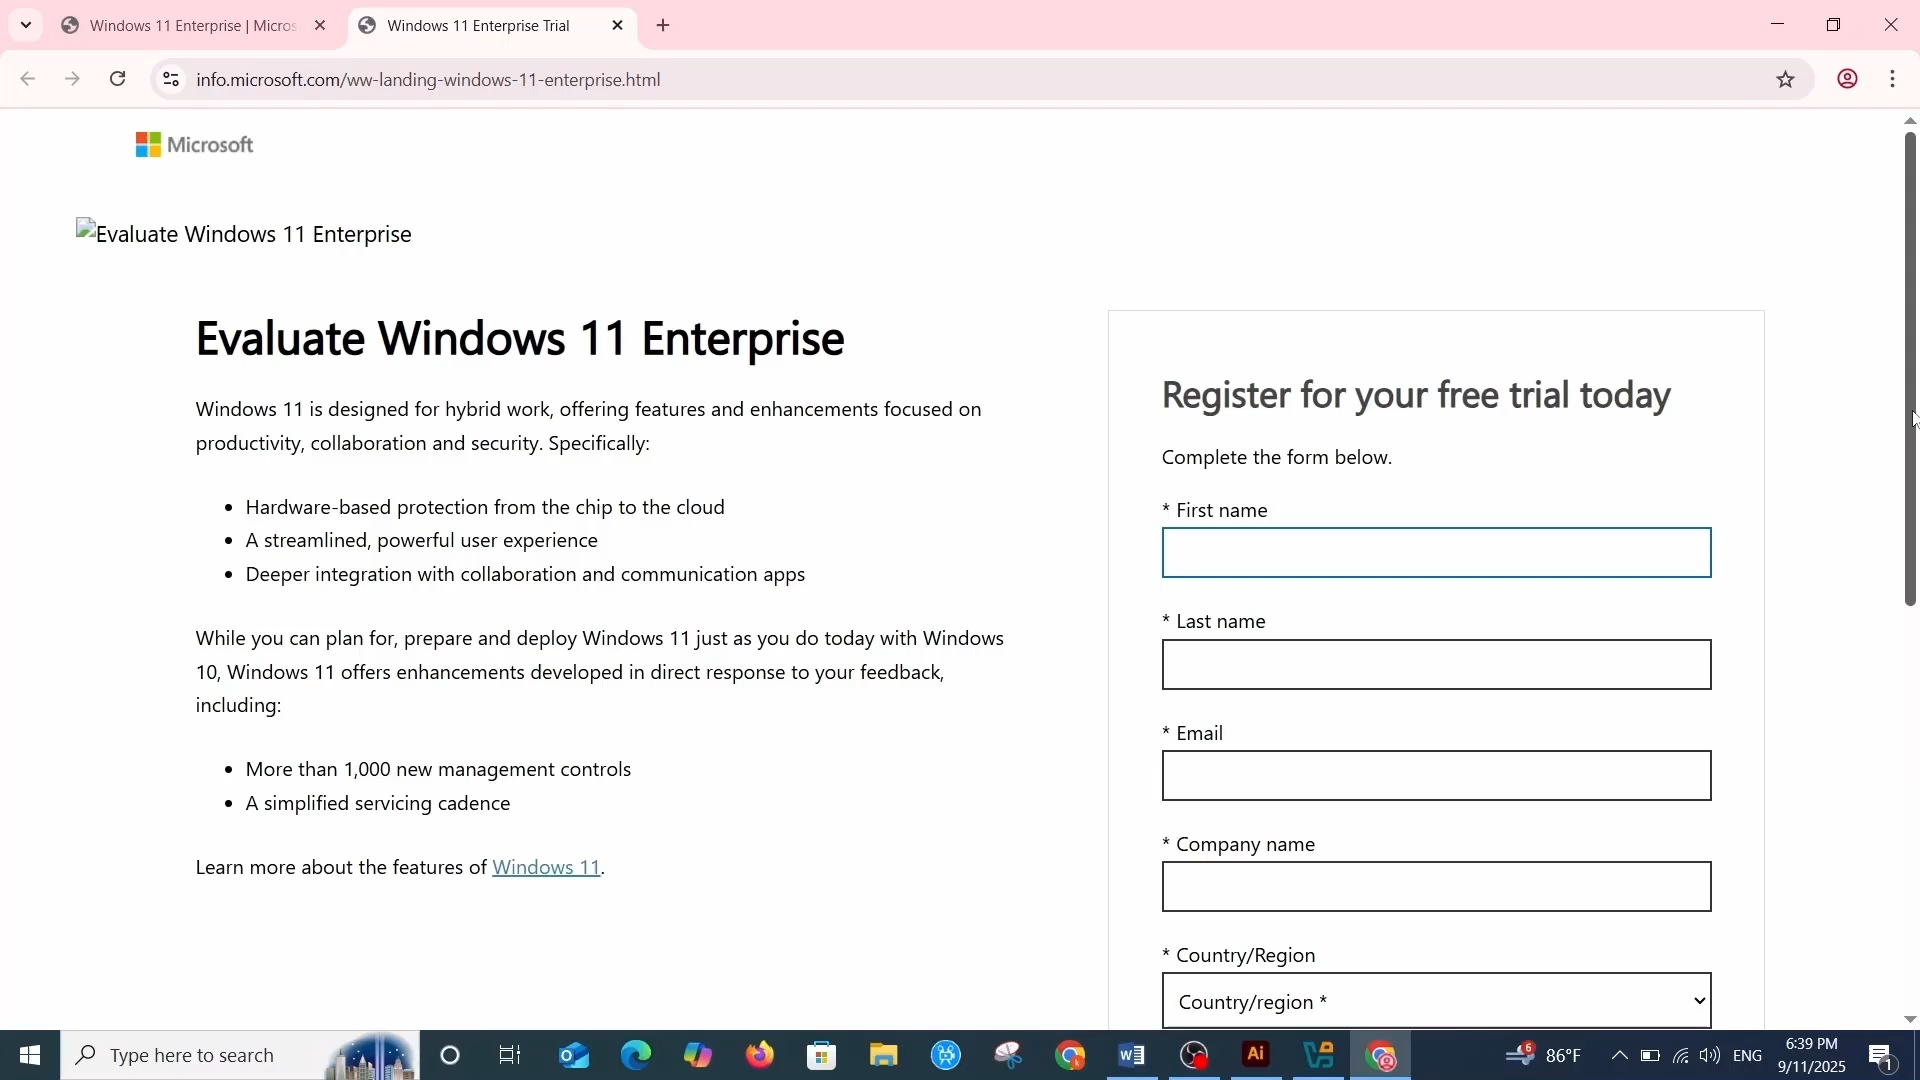 Windows 11 Enterprise | Micros
Windows 11 Enterprise Trial
info.microsoft.com/ww-landing-windows-11-enterprise.html
Microsoft
Evaluate Windows 11 Enterprise
Evaluate Windows 11 Enterprise
Windows 11 is designed for hybrid work, offering features and enhancements focused on
productivity, collaboration and security. Specifically:
• Hardware-based protection from the chip to the cloud
• A streamlined, powerful user experience
• Deeper integration with collaboration and communication apps
While you can plan for, prepare and deploy Windows 11 just as you do today with Windows
10, Windows 11 offers enhancements developed in direct response to your feedback,
including:
• More than 1,000 new management controls
• A simplified servicing cadence
Learn more about the features of Windows 11.
Register for your free trial today
Complete the form below.
* First name
* Last name
* Email
* Company name
* Country/Region
Country/region *
Type here to search
W
Ai
6
86°F
ENG
6:39 PM
9/11/2025
1